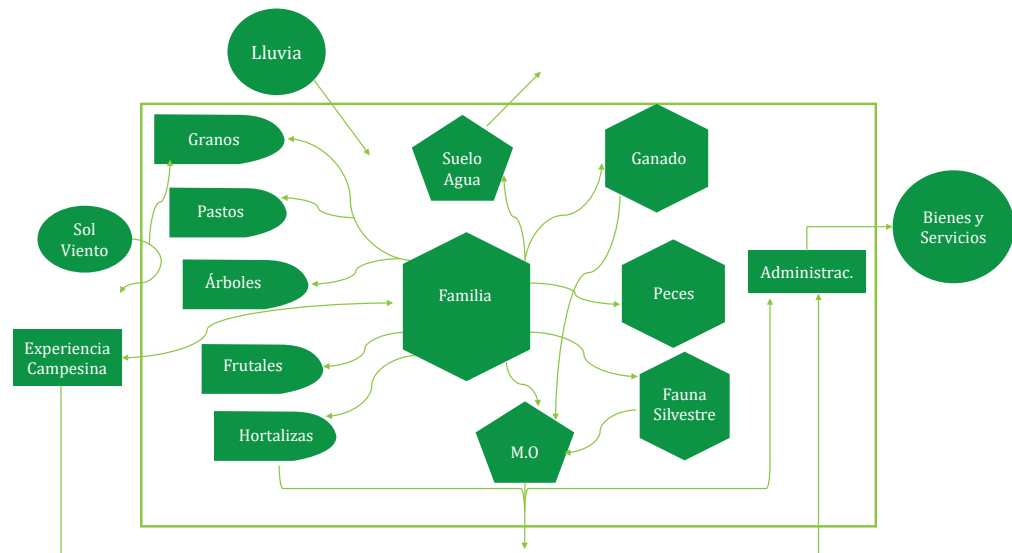 Lluvia
Granos
Suelo
Agua
Ganado
Pastos
Sol
Viento
Bienes y
Servicios
Árboles
Familia
Peces
Administrac.
Experiencia
Campesina
Frutales
Fauna
Silvestre
Hortalizas
M.O